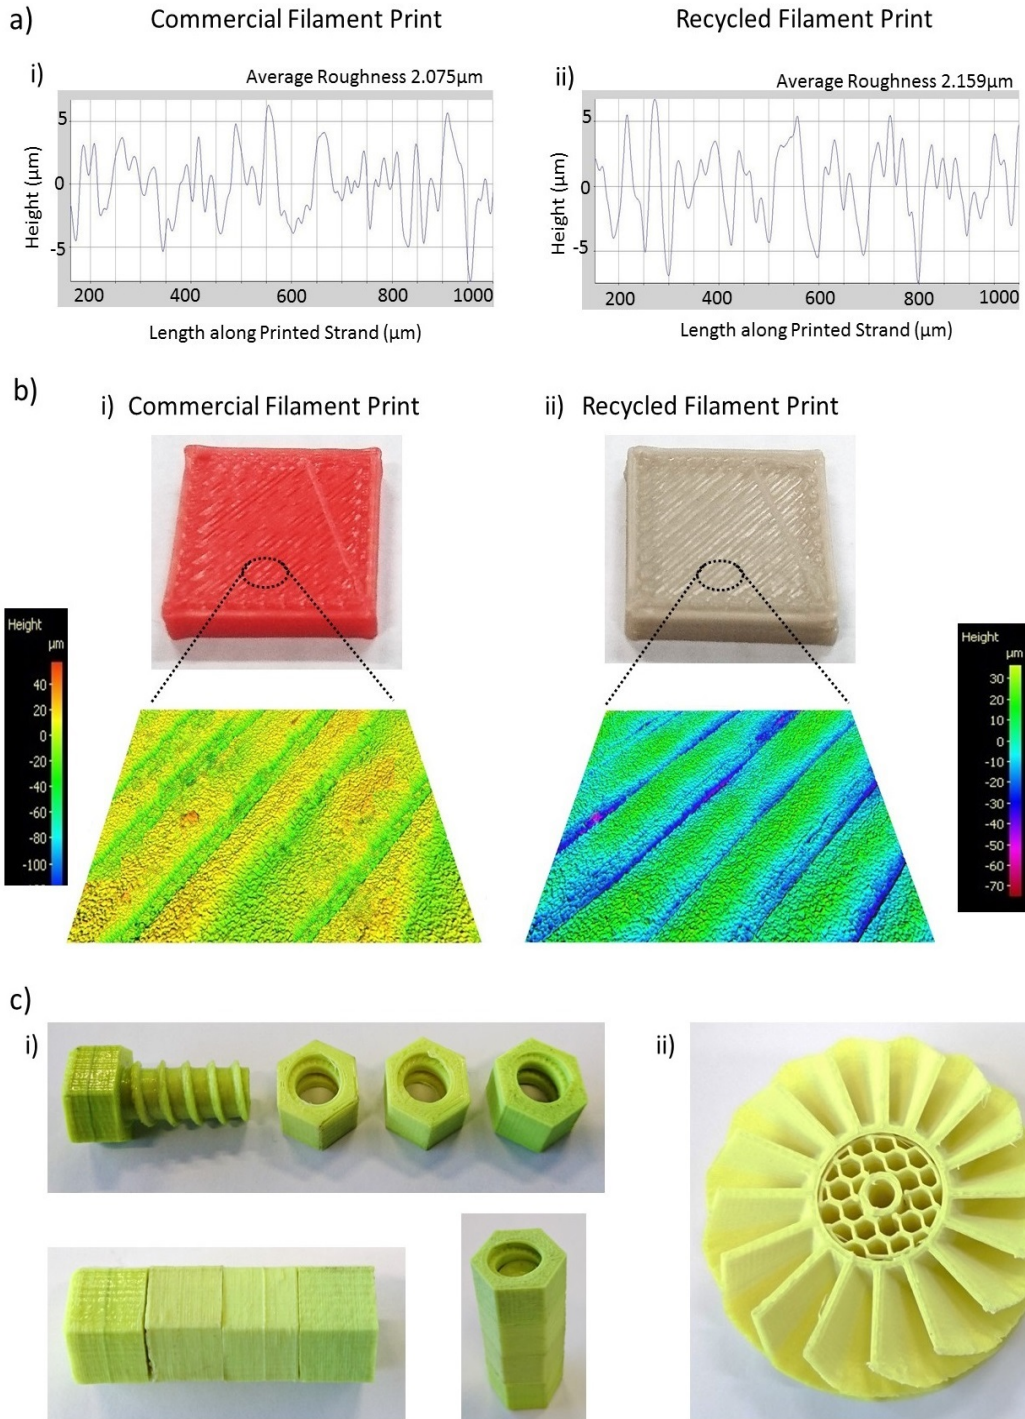 a)
Commercial Filament Print
Recycled Filament Print
i)
Average Roughness 2.075µm
Height (µm)
5
0
-5
200 400 600 800 1000
Length along Printed Strand (µm)
ii)
Average Roughness 2.159µm
Height (µm)
5
0
-5
200 400 600 800 1000
Length along Printed Strand (µm)
b)
i) Commercial Filament Print
ii) Recycled Filament Print
Height
µm
40
20
0
-20
-40
-60
-80
-100
Height
µm
30
20
10
0
-10
-20
-30
-40
-50
-60
-70
c)
i)
ii)